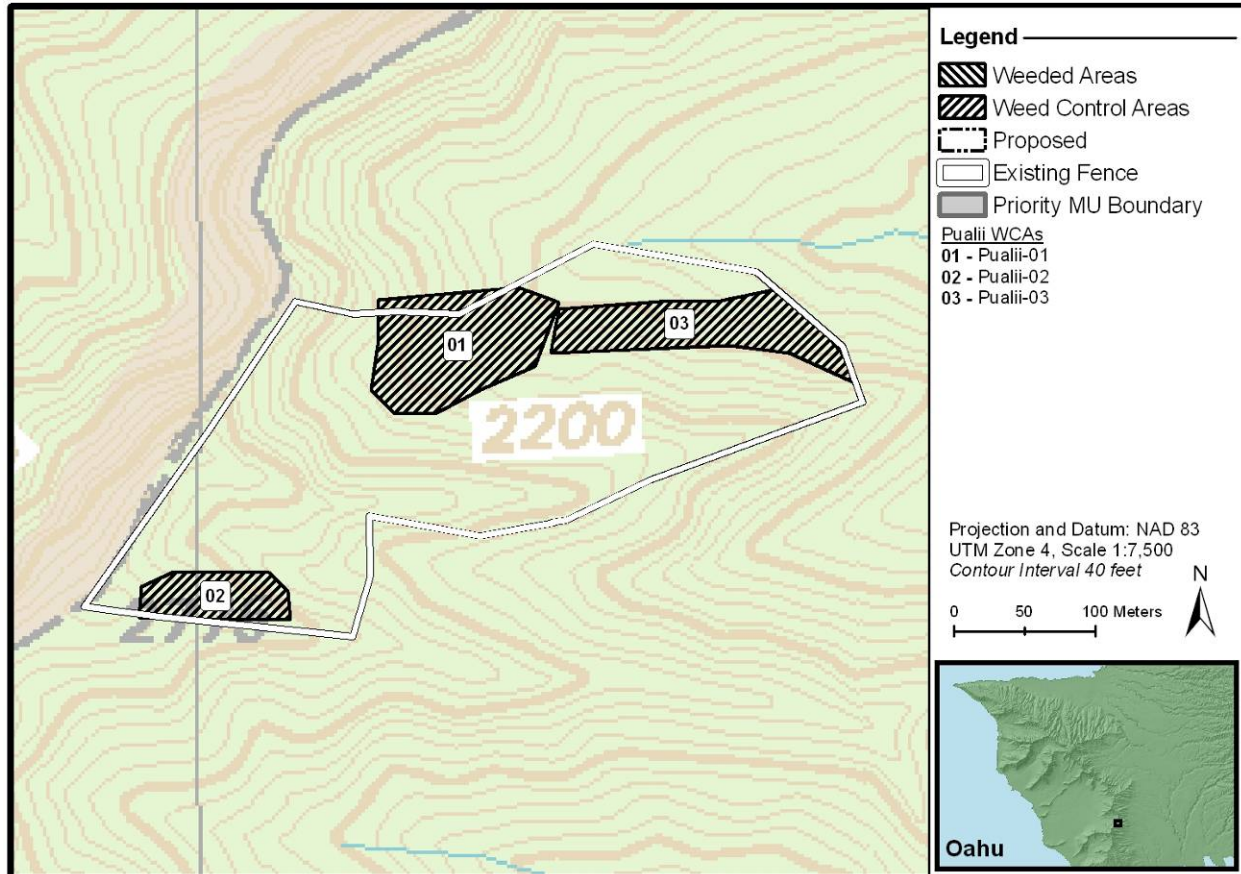 Legend
Weeded Areas
Weed Control Areas
Proposed
Existing Fence
Priority MU Boundary
Pualii WCAs
01 - Pualii-01
02 - Pualii-02
03 - Pualii-03
01
03
2200
02
Projection and Datum: NAD 83
UTM Zone 4, Scale 1:7,500
Contour Interval 40 feet
N
0 50 100 Meters
Oahu